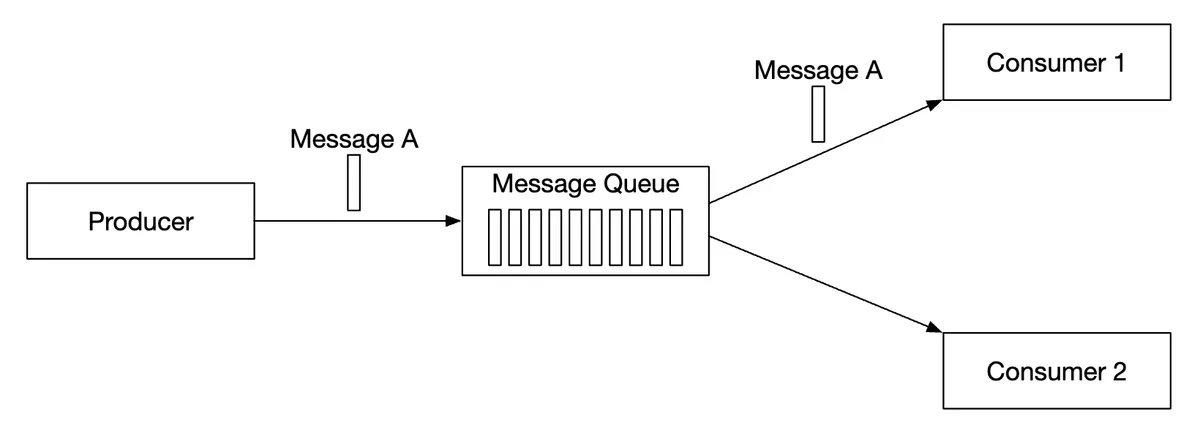 Consumer 1
Message A
Message A
Message Queue
Producer
Consumer 2